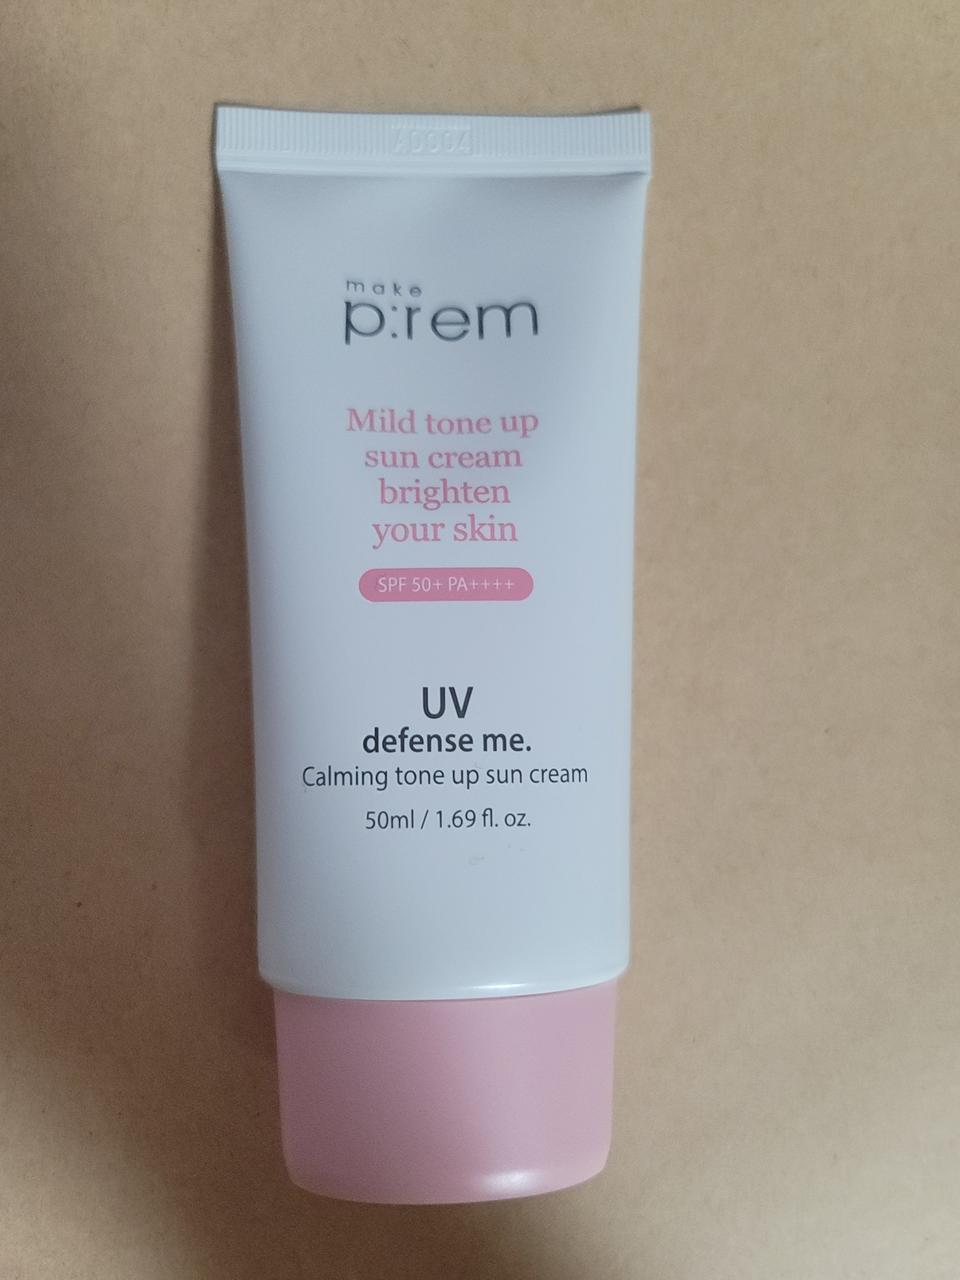 make
p:rem
Mild tone up
sun cream
brighten
your skin
SPF 50+ PA++++
UV
defense me.
Calming tone up sun cream
50ml / 1.69 fl. oz.